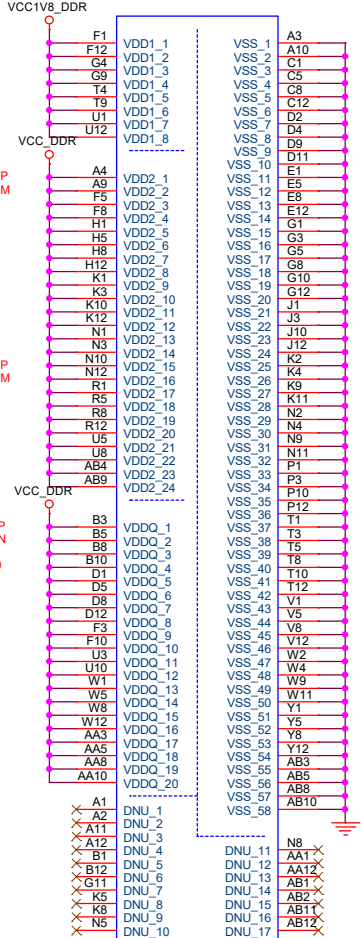 VCC1V8_DDR
F1 VDD1_1
F12 VDD1_2
G4 VDD1_3
G9 VDD1_4
T4 VDD1_5
T9 VDD1_6
U1 VDD1_7
U12 VDD1_8
VCC_DDR
P
M
A4 VDD2_1
A9 VDD2_2
F5 VDD2_3
F8 VDD2_4
H1 VDD2_5
H5 VDD2_6
H8 VDD2_7
H12 VDD2_8
K1 VDD2_9
K3 VDD2_10
K10 VDD2_11
K12 VDD2_12
N1 VDD2_13
N3 VDD2_14
N10 VDD2_15
N12 VDD2_16
R1 VDD2_17
R5 VDD2_18
R8 VDD2_19
R12 VDD2_20
U5 VDD2_21
U8 VDD2_22
AB4 VDD2_23
AB9 VDD2_24
P
M
VCC_DDR
P
N
B3 VDDQ_1
B5 VDDQ_2
B8 VDDQ_3
B10 VDDQ_4
D1 VDDQ_5
D5 VDDQ_6
D8 VDDQ_7
D12 VDDQ_8
F3 VDDQ_9
F10 VDDQ_10
U3 VDDQ_11
U10 VDDQ_12
W1 VDDQ_13
W5 VDDQ_14
W8 VDDQ_15
W12 VDDQ_16
AA3 VDDQ_17
AA5 VDDQ_18
AA8 VDDQ_19
AA10 VDDQ_20
A1 DNU_1
A2 DNU_2
A11 DNU_3
A12 DNU_4
B1 DNU_5
B12 DNU_6
G11 DNU_7
K5 DNU_8
K8 DNU_9
N5 DNU_10
VSS_1 A3
VSS_2 A10
VSS_3 C1
VSS_4 C5
VSS_5 C8
VSS_6 C12
VSS_7 D2
VSS_8 D4
VSS_9 D9
VSS_10 D11
VSS_11 E1
VSS_12 E5
VSS_13 E8
VSS_14 E12
VSS_15 G1
VSS_16 G3
VSS_17 G5
VSS_18 G8
VSS_19 G10
VSS_20 G12
VSS_21 J1
VSS_22 J3
VSS_23 J10
VSS_24 J12
VSS_25 K2
VSS_26 K4
VSS_27 K9
VSS_28 K11
VSS_29 N2
VSS_30 N4
VSS_31 N9
VSS_32 N11
VSS_33 P1
VSS_34 P3
VSS_35 P10
VSS_36 P12
VSS_37 T1
VSS_38 T3
VSS_39 T5
VSS_40 T8
VSS_41 T10
VSS_42 T12
VSS_43 V1
VSS_44 V5
VSS_45 V8
VSS_46 V12
VSS_47 W2
VSS_48 W4
VSS_49 W9
VSS_50 W11
VSS_51 Y1
VSS_52 Y5
VSS_53 Y8
VSS_54 Y12
VSS_55 AB3
VSS_56 AB5
VSS_57 AB8
VSS_58 AB10
DNU_11 N8
DNU_12 AA1
DNU_13 AA12
DNU_14 AB1
DNU_15 AB2
DNU_16 AB11
DNU_17 AB12